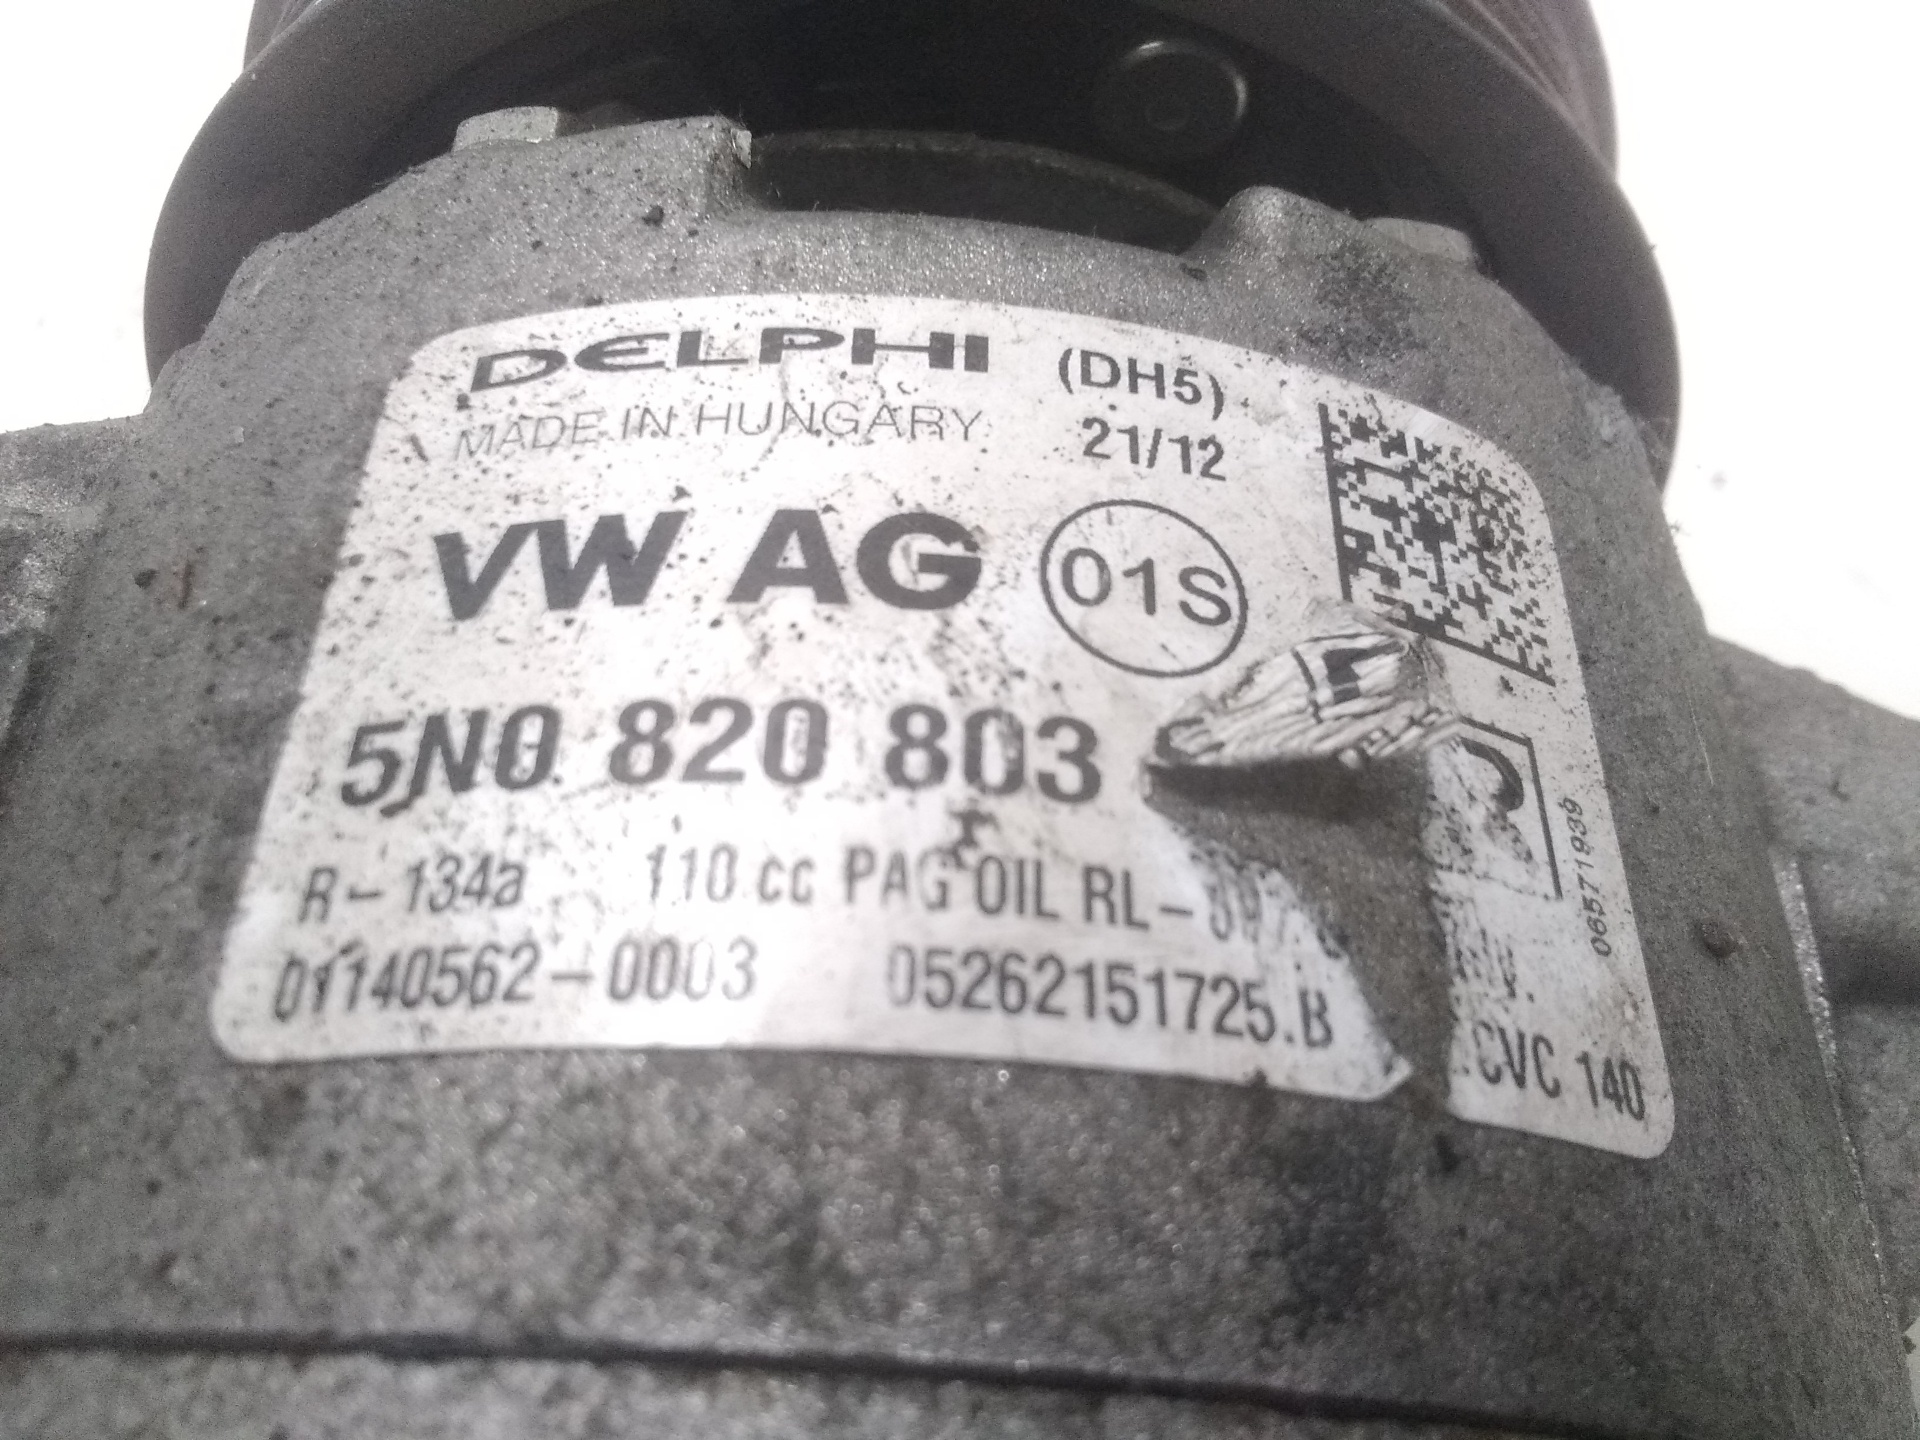 DELPHI (DH5)
MADE IN HUNGARY 21/12
VW AG 01S
5N0 820 803
R-134a 110 cc PAG OIL
01140562-0003 05262151725.B
CVC 140
06571939